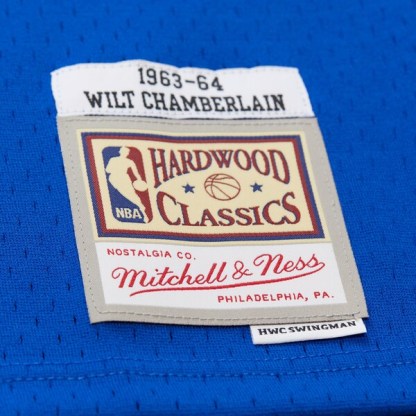 1963-64
WILT CHAMBERLAIN
HARDWOOD
NBA
CLASSICS
NOSTALGIA CO.
Mitchell & Ness
PHILADELPHIA, PA.
HWC SWINGMAN